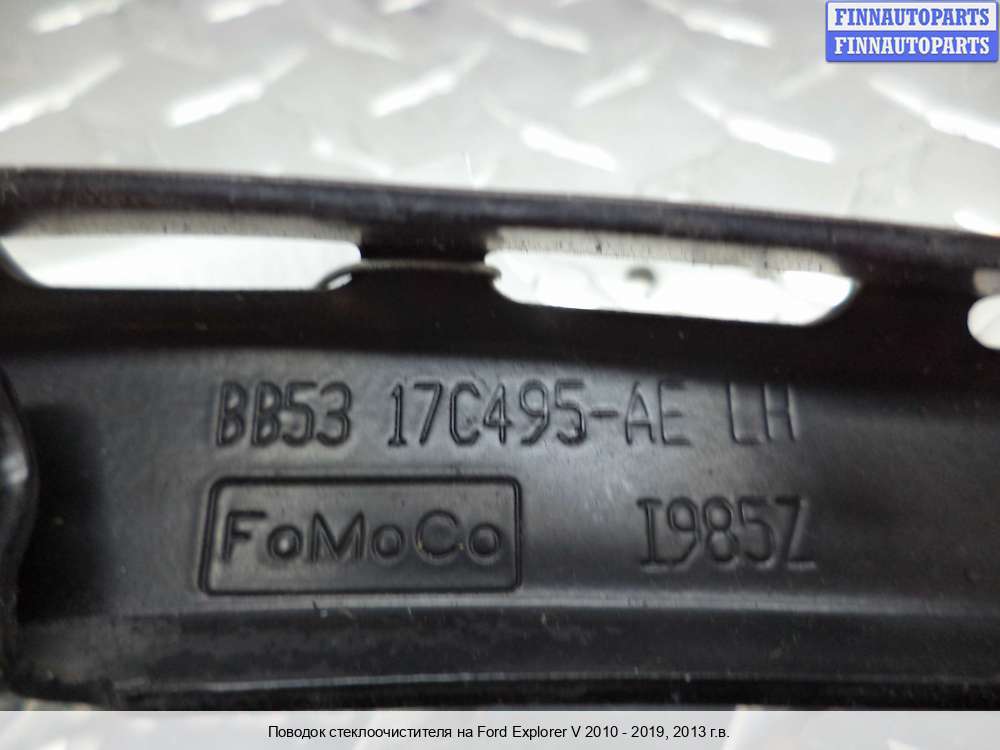 FINNAUTOPARTS
FINNAUTOPARTS
BB53 17C495-AE LH
FoMoCo
I985Z
Поводок стеклоочистителя на Ford Explorer V 2010 - 2019, 2013 г.в.